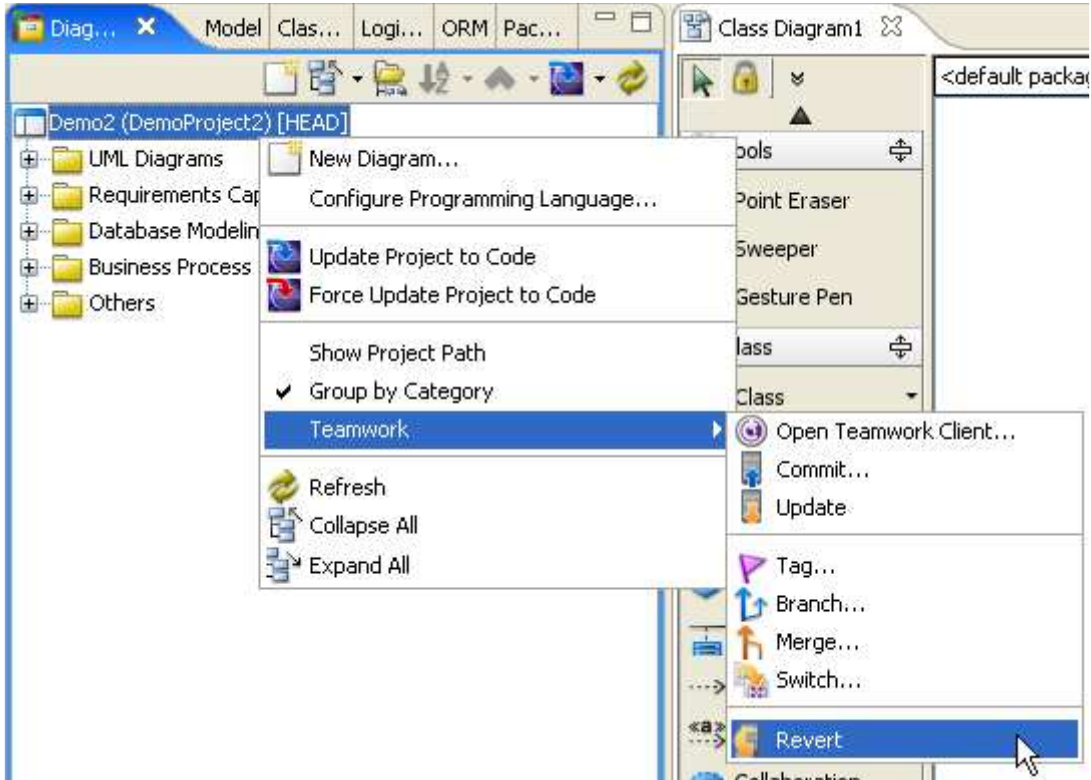 Diag...
Model
Clas...
Logi...
ORM
Pac...
Class Diagram1
<default packag
Demo2 (DemoProject2) [HEAD]
UML Diagrams
Requirements Cap
Database Modelin
Business Process
Others
New Diagram...
Configure Programming Language...
Update Project to Code
Force Update Project to Code
Show Project Path
Group by Category
Teamwork
Refresh
Collapse All
Expand All
ools
Point Eraser
Sweeper
Gesture Pen
lass
Class
Open Teamwork Client...
Commit...
Update
Tag...
Branch...
Merge...
Switch...
Revert
«a»
Collaboration